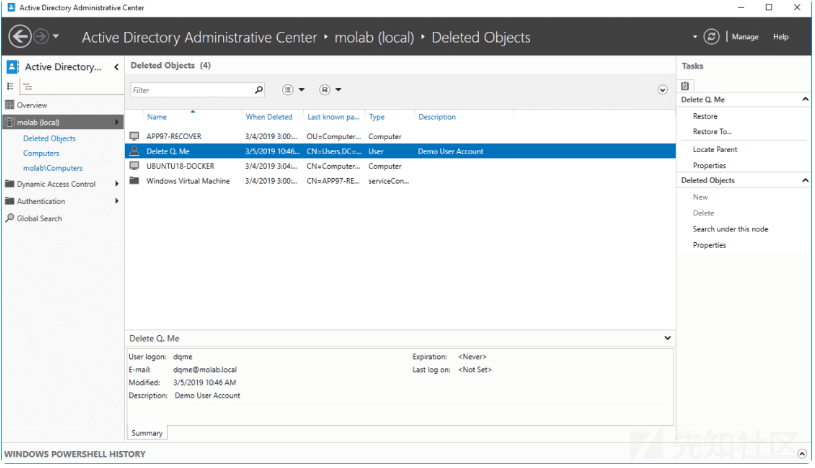 Active Directory Administrative Center
Active Directory Administrative Center • molab (local) • Deleted Objects
Manage Help
Active Directory...
Overview
molab (local)
Deleted Objects
Computers
molab\Computers
Dynamic Access Control
Authentication
Global Search
Deleted Objects (4)
Filter
Name When Deleted Last known pa... Type Description
APP97-RECOVER 3/4/2019 3:00:... OU=Computer... Computer
Delete Q. Me 3/5/2019 10:46... CN=Users,DC=... User Demo User Account
UBUNTU18-DOCKER 3/4/2019 3:04:... CN=Computer... Computer
Windows Virtual Machine 3/4/2019 3:00:... CN=APP97-RE... serviceCon...
Delete Q. Me
User logon: dqme Expiration: <Never>
E-mail: dqme@molab.local Last log on: <Not Set>
Modified: 3/5/2019 10:46 AM
Description: Demo User Account
Summary
Tasks
Delete Q. Me
Restore
Restore To...
Locate Parent
Properties
Deleted Objects
New
Delete
Search under this node
Properties
WINDOWS POWERSHELL HISTORY
先知社区